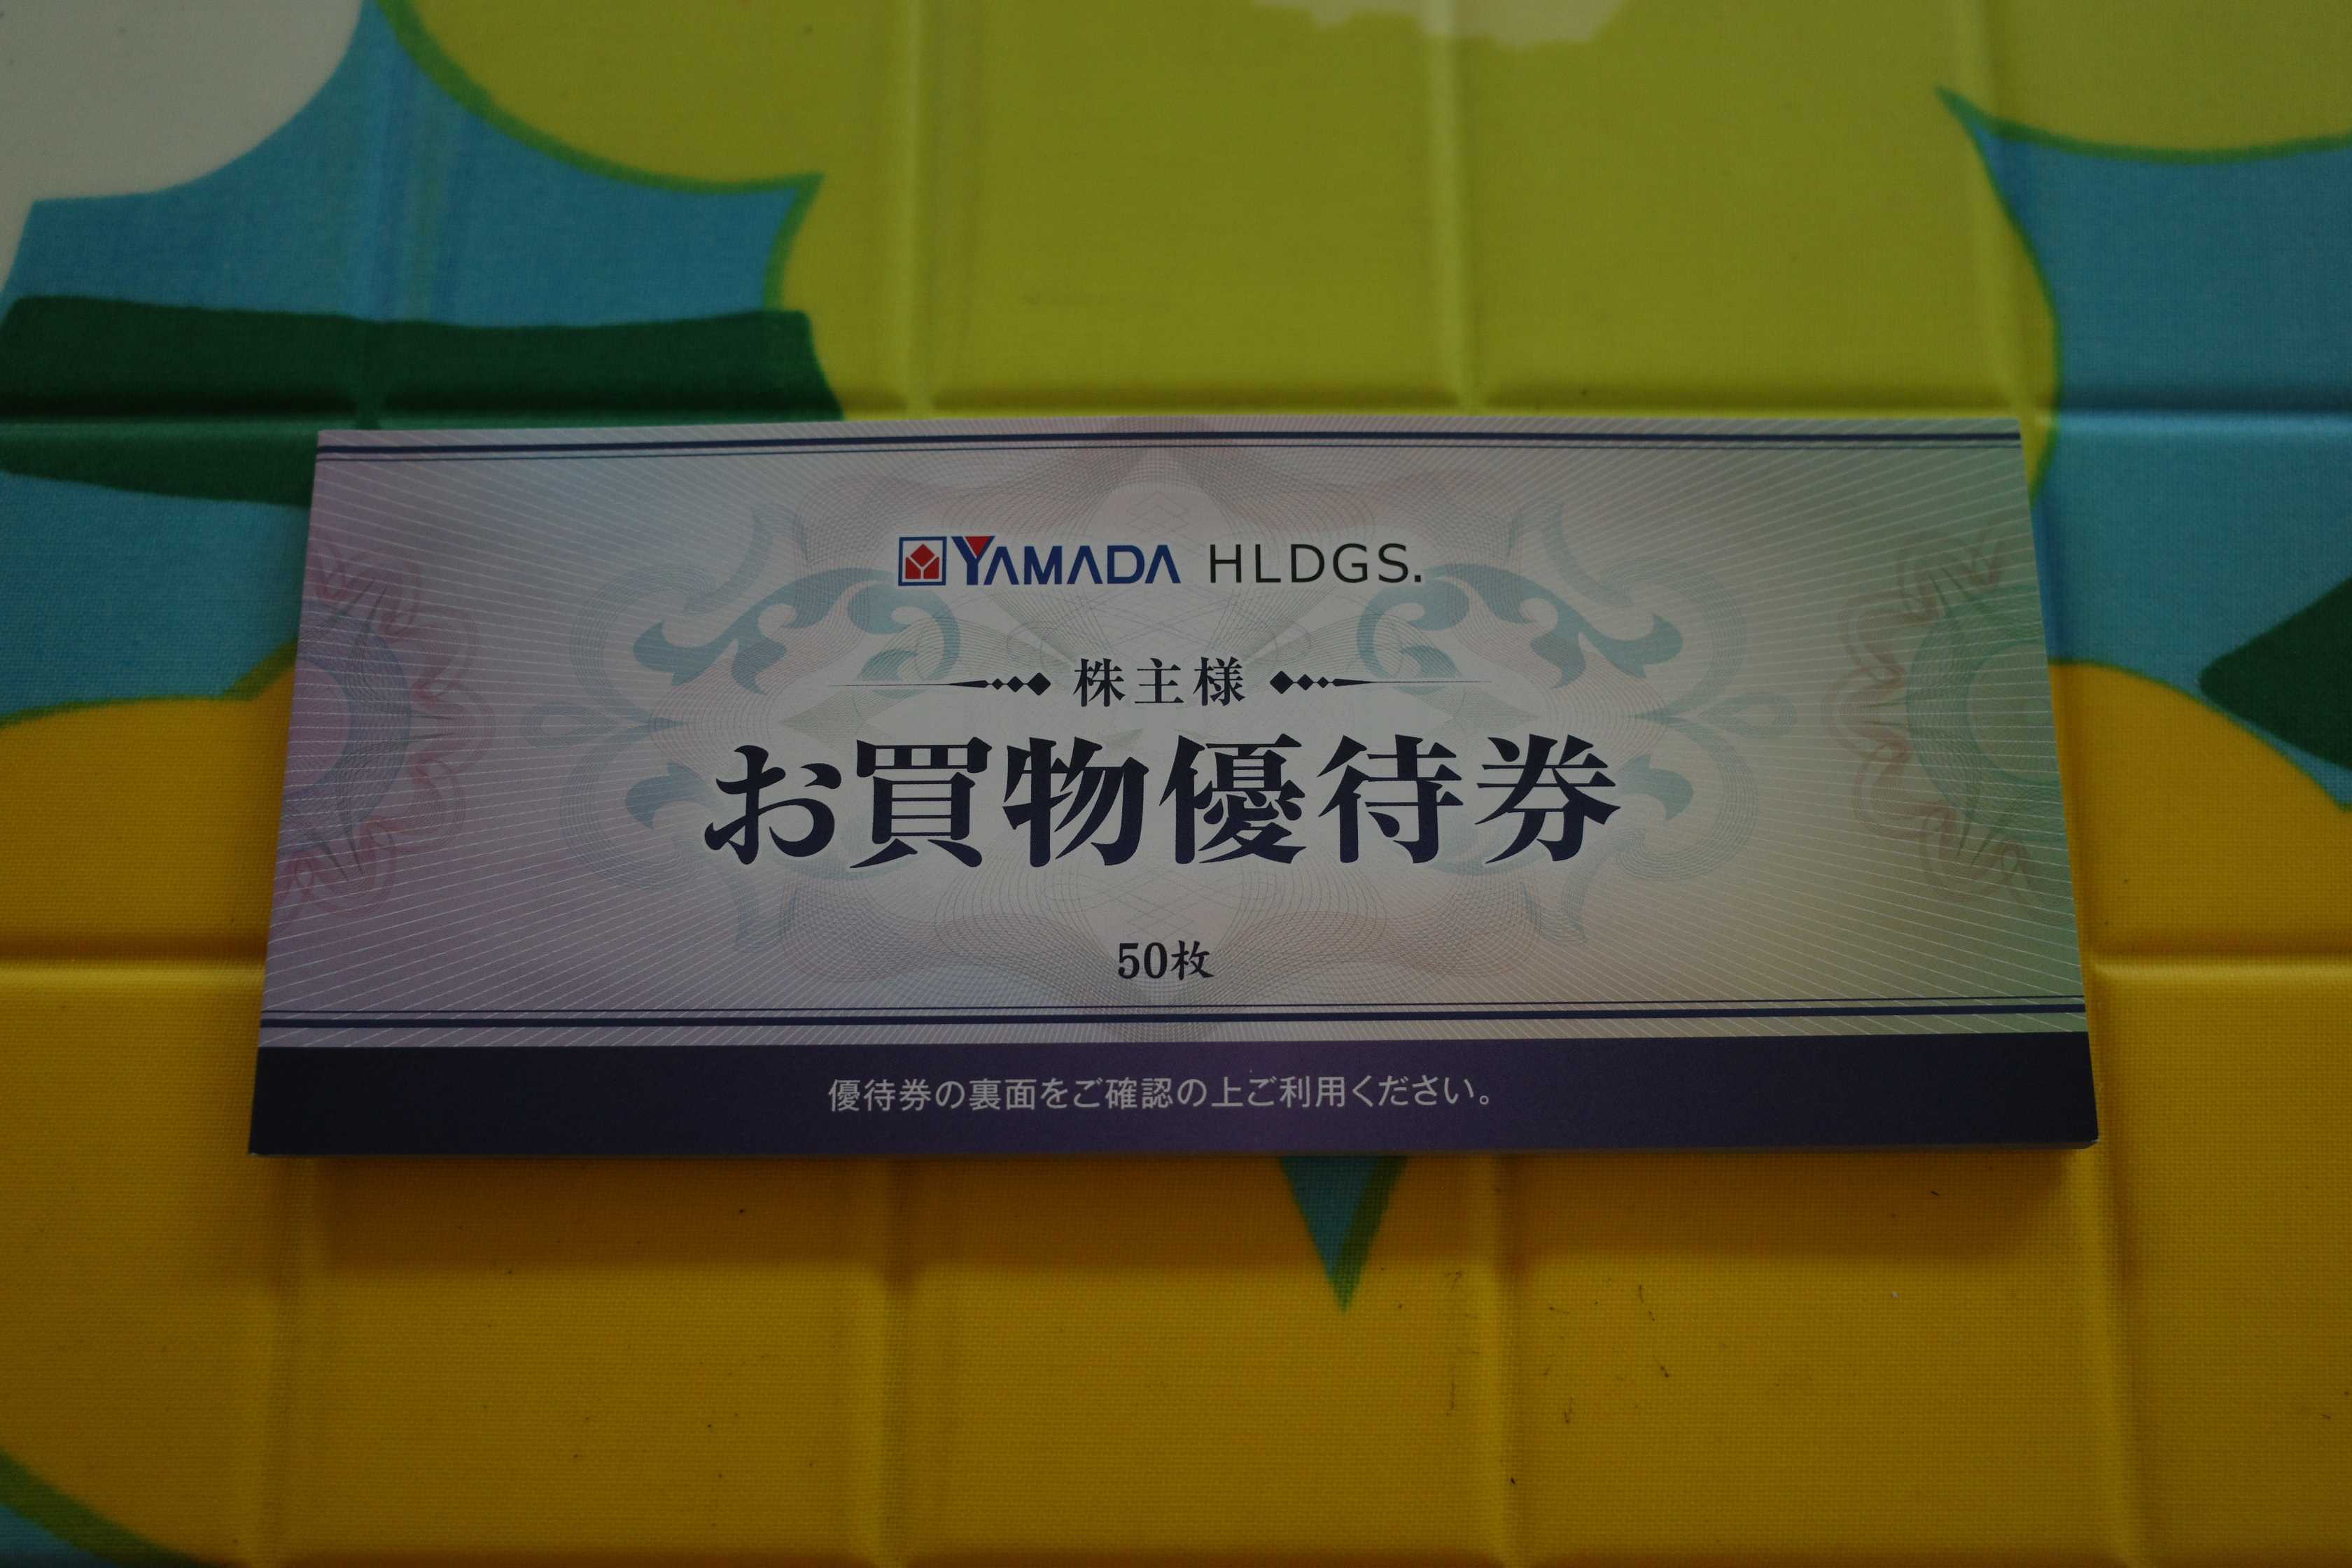 YAMADA HLDGS.
株主様
お買物優待券
50枚
優待券の裏面をご確認の上ご利用ください。